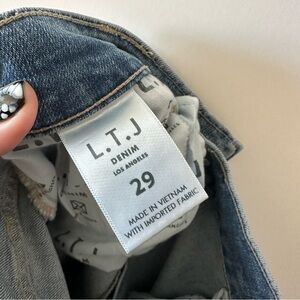 L.T.J
DENIM
LOS ANGELES
29
MADE IN VIETNAM
WITH IMPORTED FABRIC